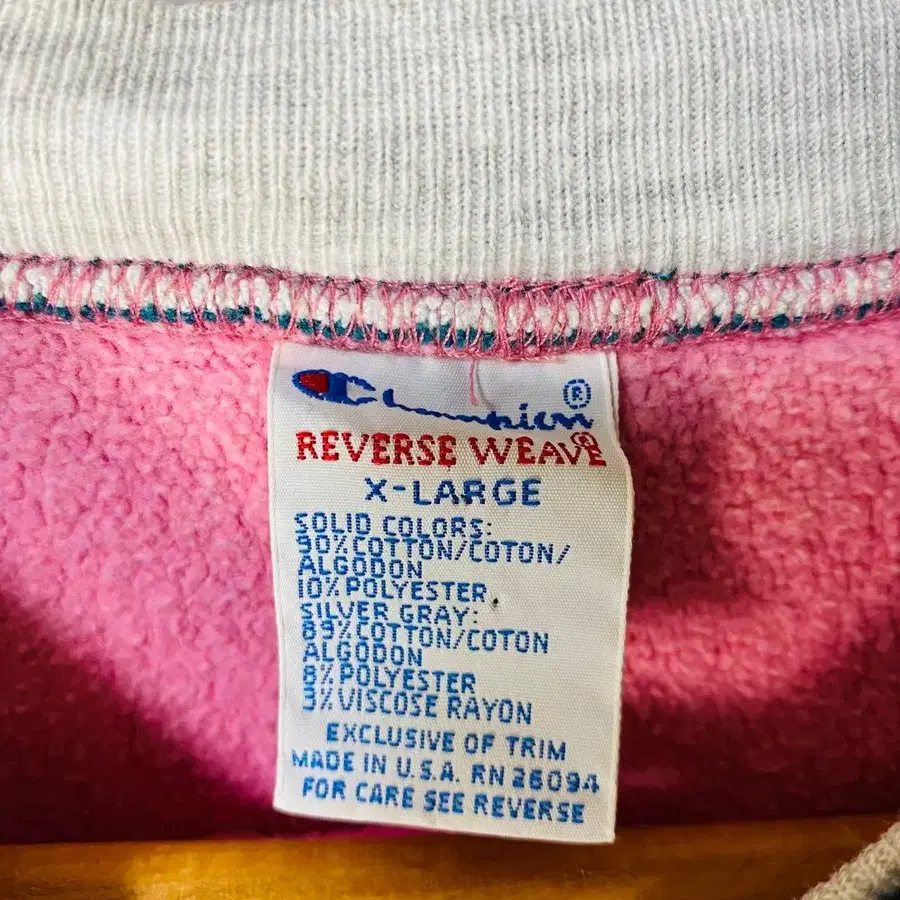 Champion®
REVERSE WEAVE®
X-LARGE
SOLID COLORS:
90% COTTON/COTON/
ALGODON
10% POLYESTER
SILVER GRAY:
89% COTTON/COTON
ALGODON
8% POLYESTER
3% VISCOSE RAYON
EXCLUSIVE OF TRIM
MADE IN U.S.A. RN 26094
FOR CARE SEE REVERSE